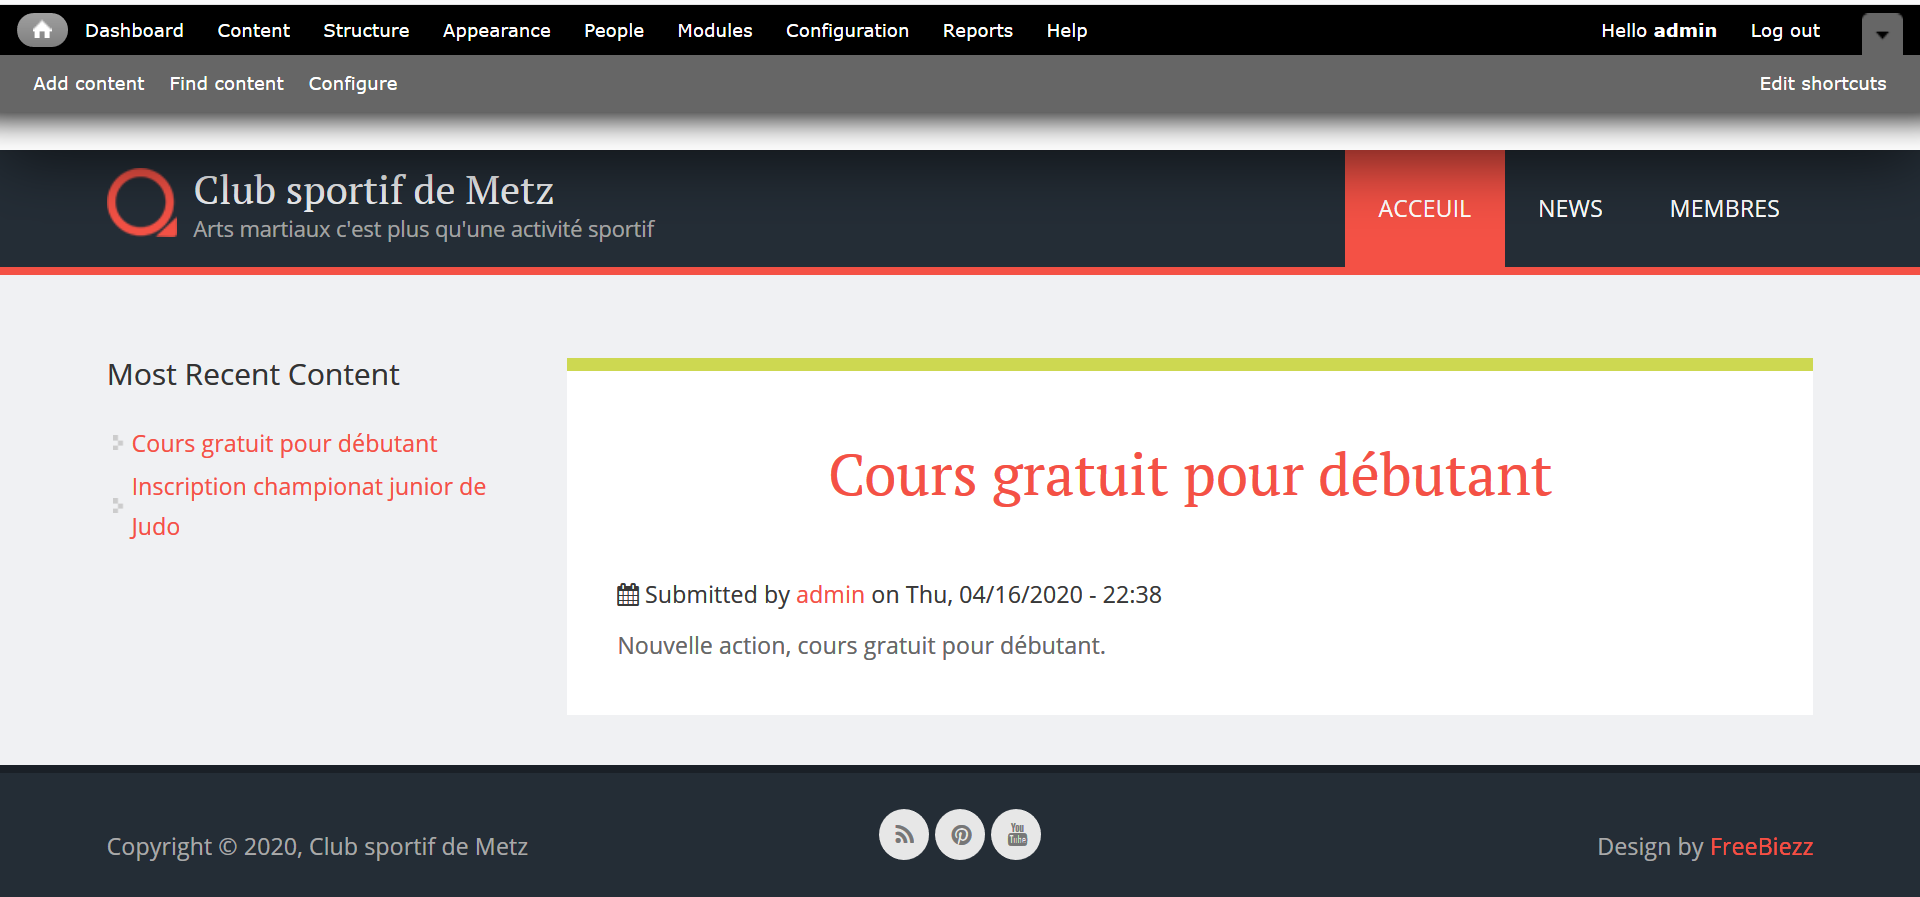 Dashboard Content Structure Appearance People Modules Configuration Reports Help Hello admin Log out
Add content Find content Configure Edit shortcuts
Club sportif de Metz
Arts martiaux c'est plus qu'une activité sportif
ACCEUIL NEWS MEMBRES
Most Recent Content
Cours gratuit pour débutant
Inscription championat junior de
Judo
Cours gratuit pour débutant
Submitted by admin on Thu, 04/16/2020 - 22:38
Nouvelle action, cours gratuit pour débutant.
Copyright © 2020, Club sportif de Metz
You
Tube
Design by FreeBiezz